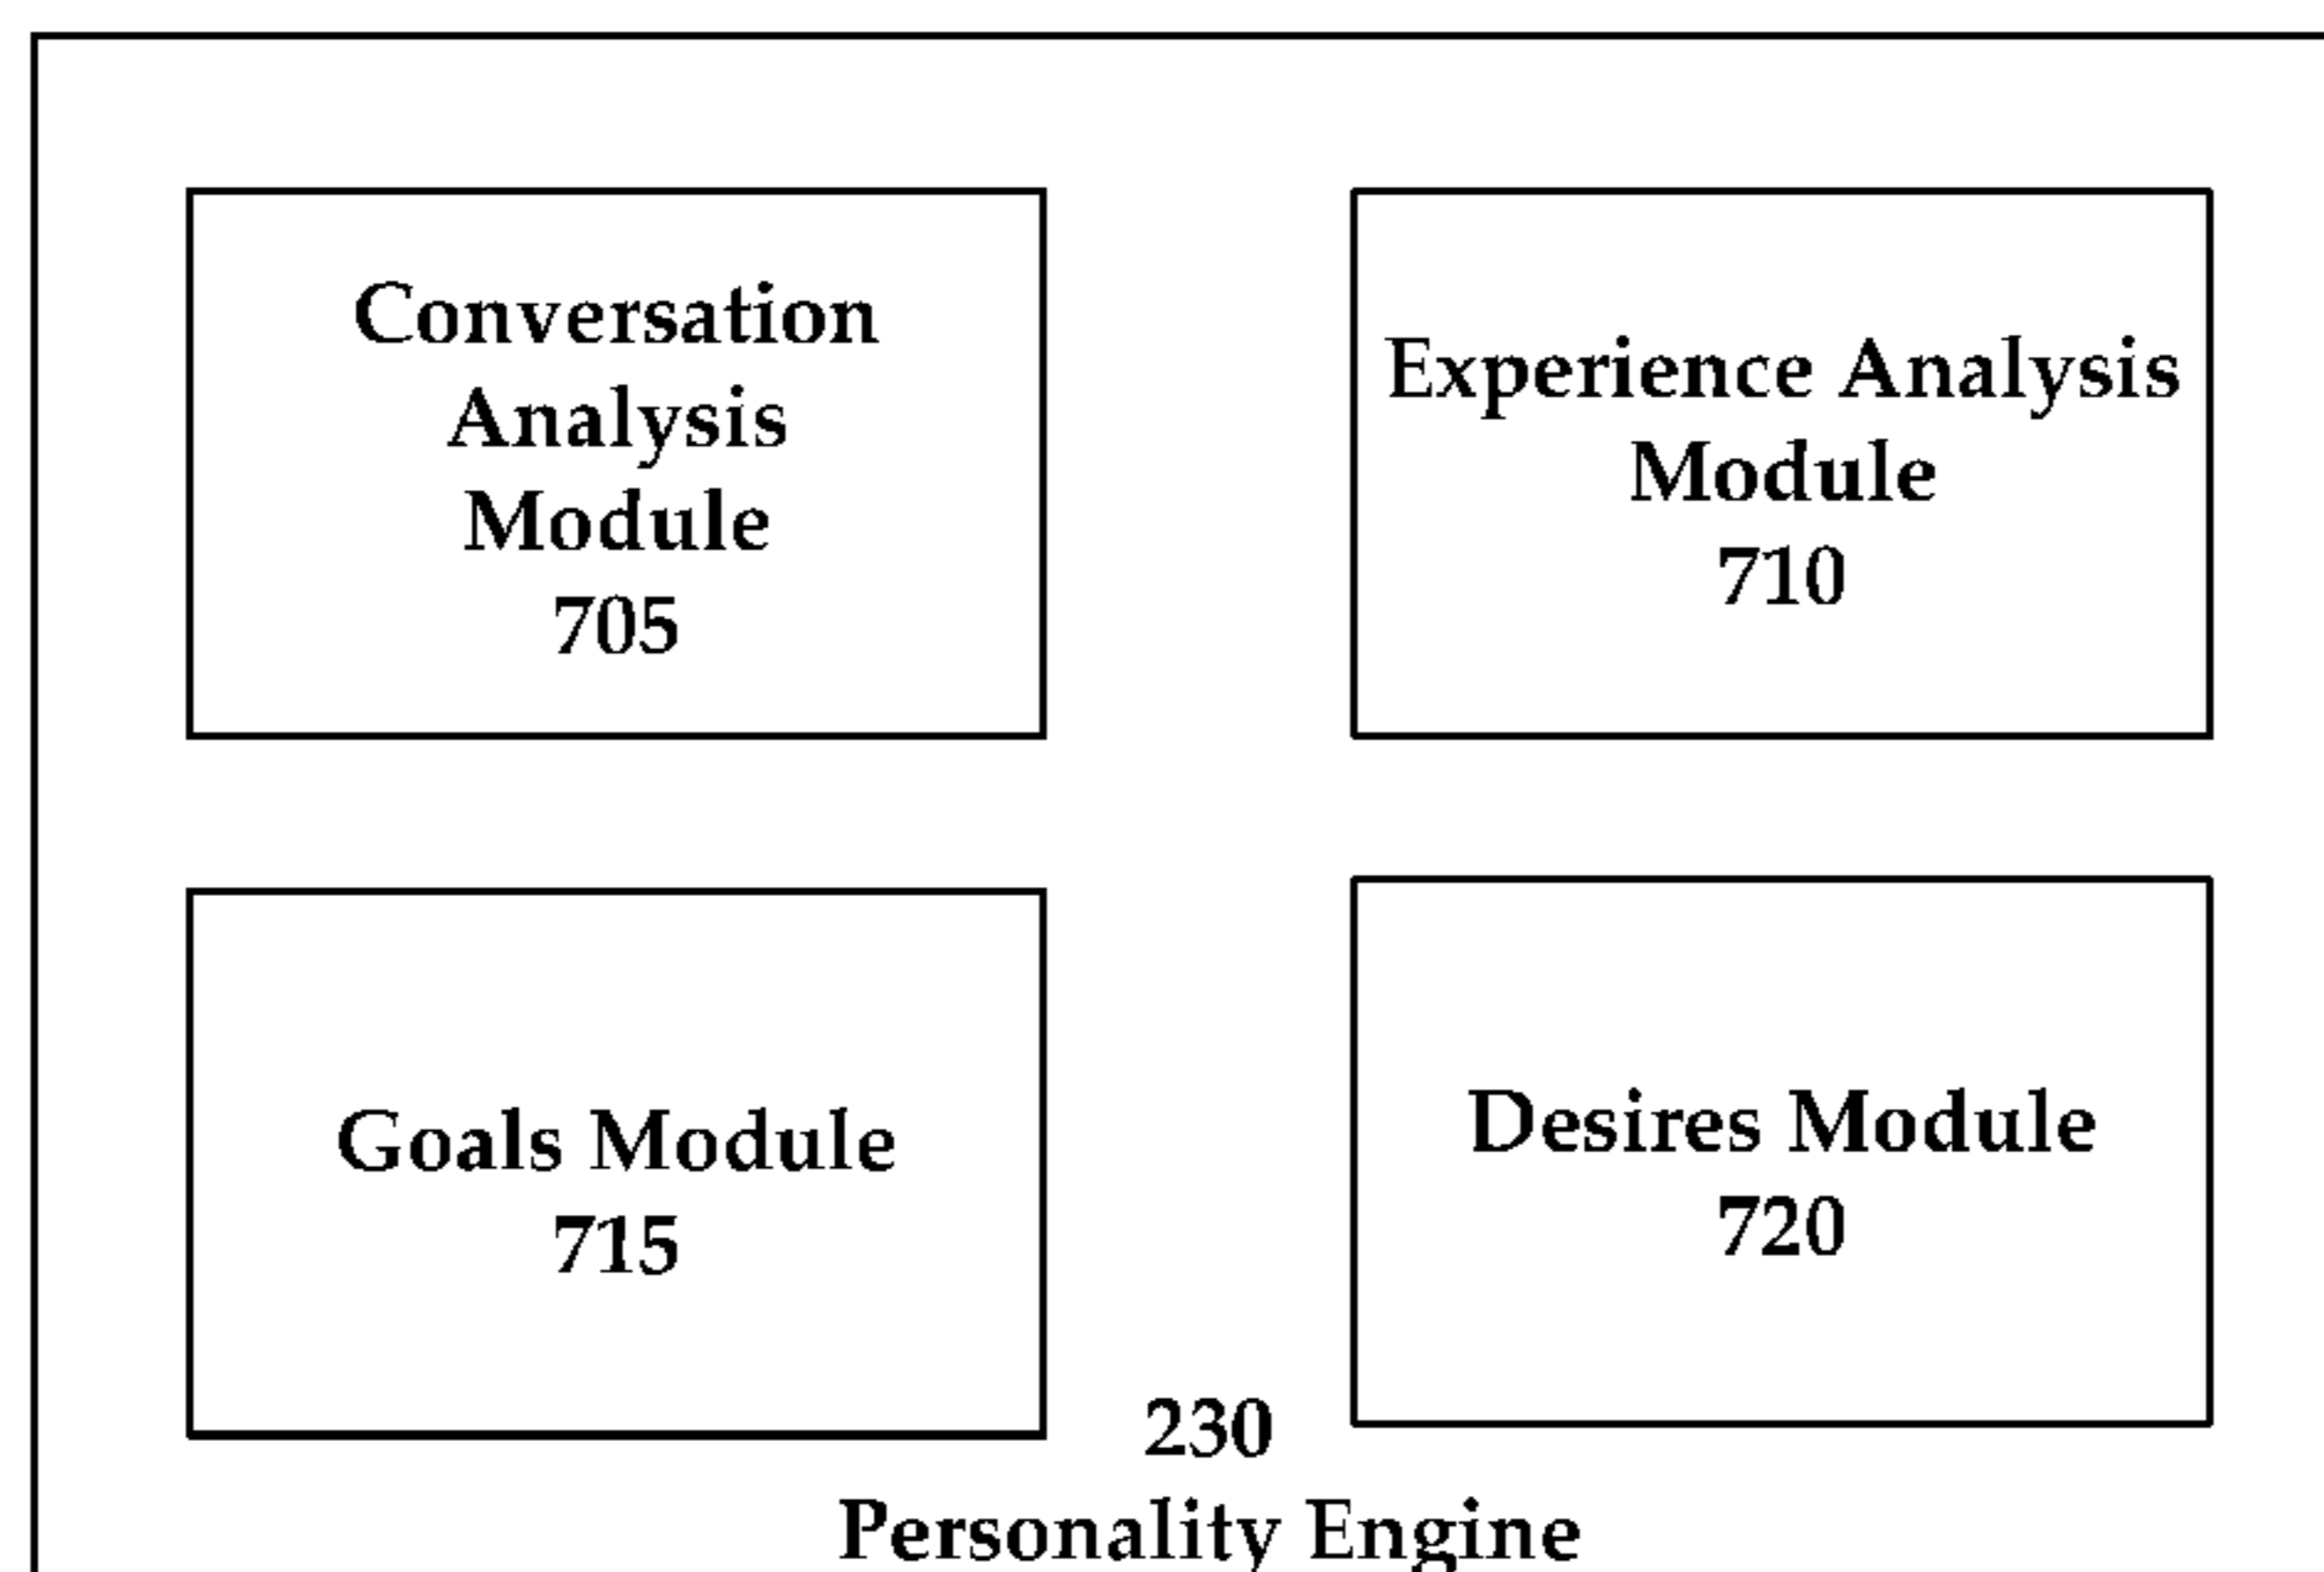 Conversation
Analysis
Module
705
Experience Analysis
Module
710
Goals Module
715
Desires Module
720
230
Personality Engine